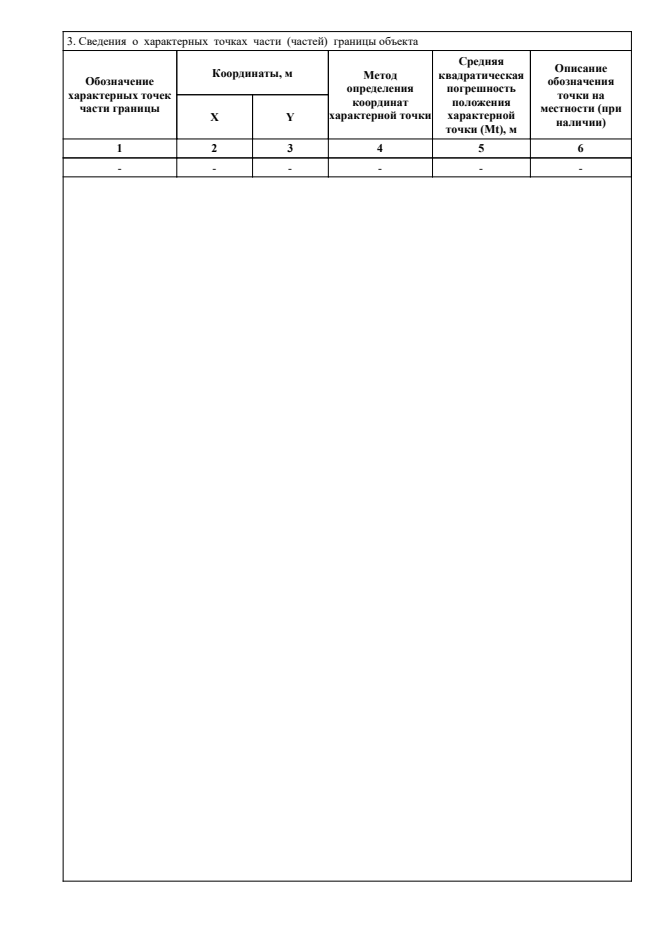 3. Сведения о характерных точках части (частей) границы объекта
Обозначение
характерных точек
части границы
Координаты, м
X
Y
Метод
определения
координат
характерной точки
Средняя
квадратическая
погрешность
положения
характерной
точки (Mt), м
Описание
обозначения
точки на
местности (при
наличии)
1 2 3 4 5 6
- - - - - -